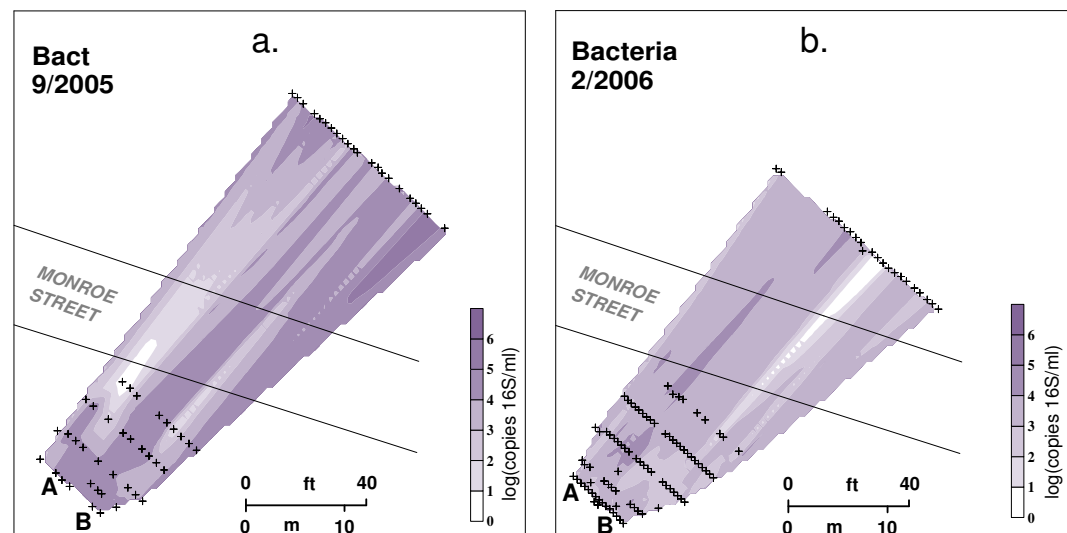 a.
Bact
9/2005
MONROE
STREET
A
B
0 ft 40
0 m 10
6
5
4
3
2
1
0
log(copies 16S/ml)
b.
Bacteria
2/2006
MONROE
STREET
A
B
0 ft 40
0 m 10
6
5
4
3
2
1
0
log(copies 16S/ml)